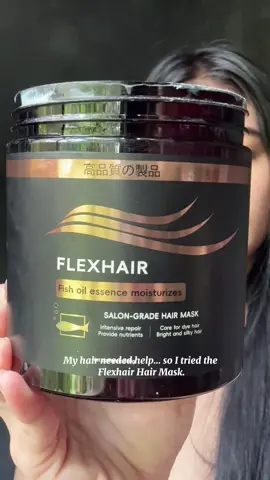 高品質の製品
FLEXHAIR
Fish oil essence moisturizes
SALON-GRADE HAIR MASK
Intensive repair
Provide nutrients
Care for dye hair
Bright and silky hair
My hair needed help... so I tried the
Flexhair Hair Mask.